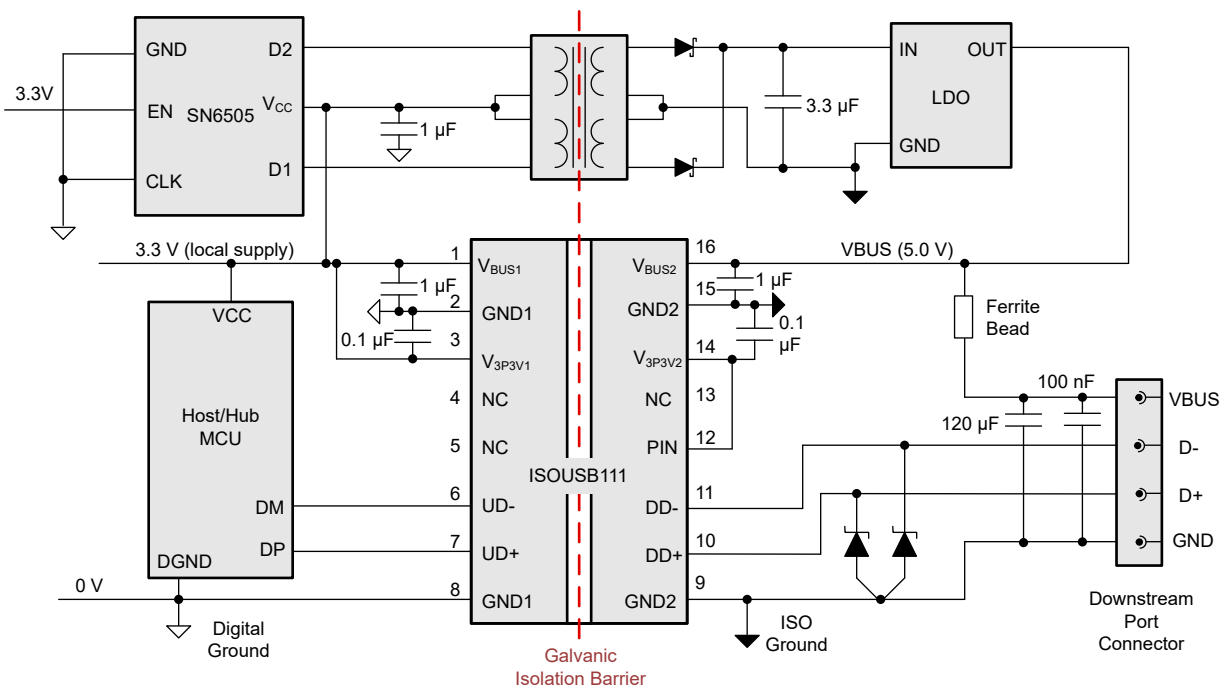 GND
D2
3.3V
EN
SN6505
VCC
1 µF
CLK
D1
3.3 µF
IN
OUT
LDO
GND
3.3 V (local supply)
VCC
Host/Hub
MCU
DM
DP
DGND
0 V
Digital
Ground
1 µF
0.1 µF
1
2
3
4
5
6
7
8
VBUS1
GND1
V3P3V1
NC
NC
UD-
UD+
GND1
ISOUSB111
VBUS2
GND2
V3P3V2
NC
PIN
DD-
DD+
GND2
16
15
14
13
12
11
10
9
VBUS (5.0 V)
1 µF
0.1
µF
Ferrite
Bead
100 nF
120 µF
VBUS
D-
D+
GND
Downstream
Port
Connector
ISO
Ground
Galvanic
Isolation Barrier